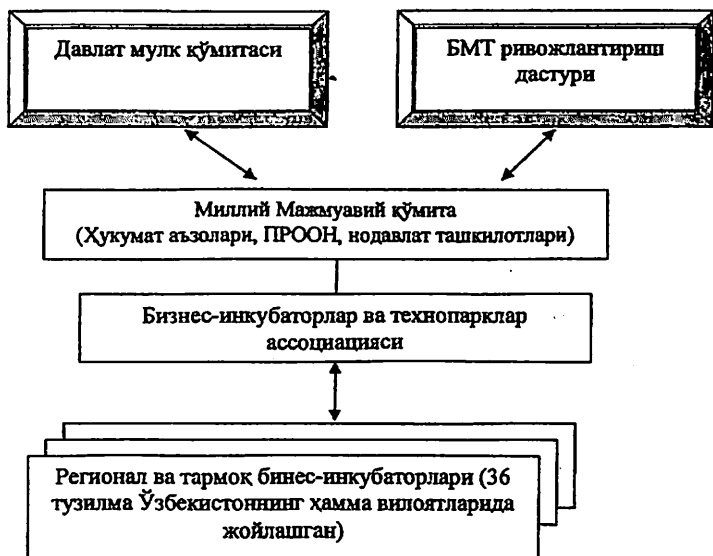 Давлат мулк қўмитаси
БМТ ривожлантириш
дастури
Миллий Мажмуавий қўмита
(Ҳукумат аъзолари, ПРООН, нодавлат ташкилотлари)
Бизнес-инкубаторлар ва технопарклар
ассоциацияси
Регионал ва тармоқ бинес-инкубаторлари (36
тузилма Ўзбекистоннинг ҳамма вилоятларида
жойлашган)